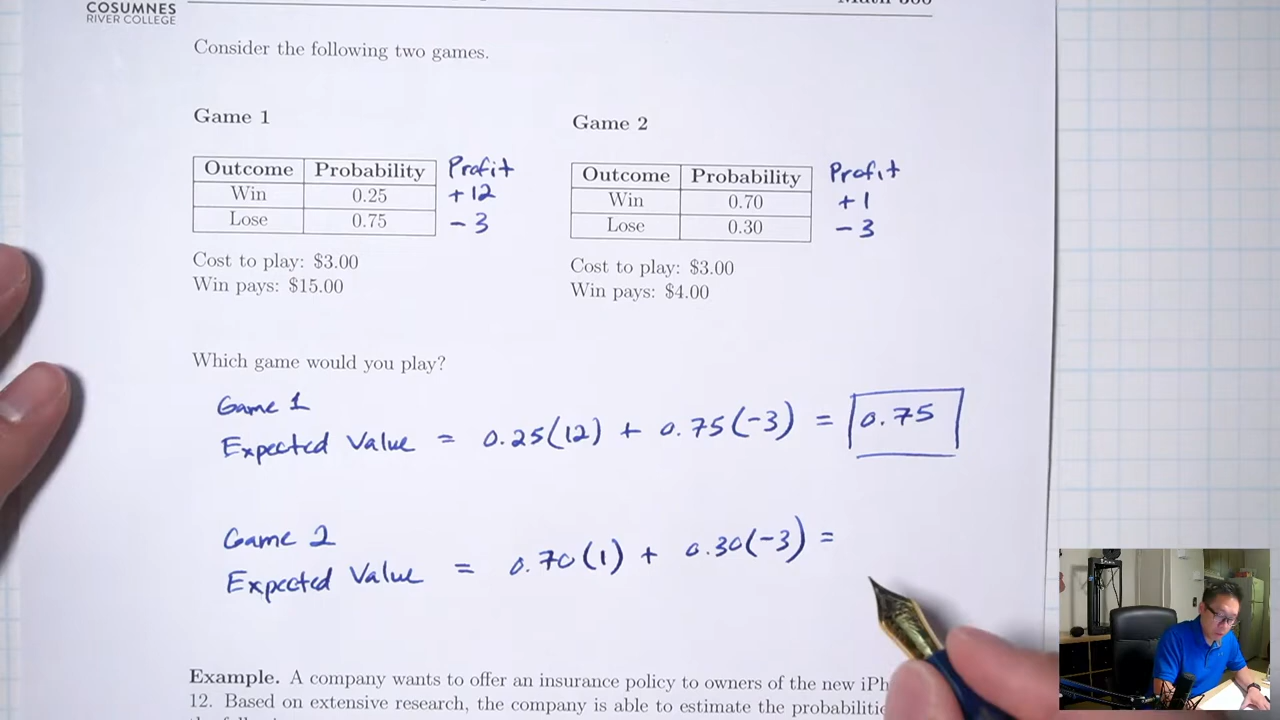 COSUMNES
RIVER COLLEGE
Consider the following two games.
Game 1
Outcome Probability Profit
Win 0.25 +12
Lose 0.75 -3
Cost to play: $3.00
Win pays: $15.00
Game 2
Outcome Probability Profit
Win 0.70 +1
Lose 0.30 -3
Cost to play: $3.00
Win pays: $4.00
Which game would you play?
Game 1
Expected Value = 0.25(12) + 0.75(-3) = 0.75
Game 2
Expected Value = 0.70(1) + 0.30(-3) =
Example. A company wants to offer an insurance policy to owners of the new iPh
12. Based on extensive research, the company is able to estimate the probabilitie